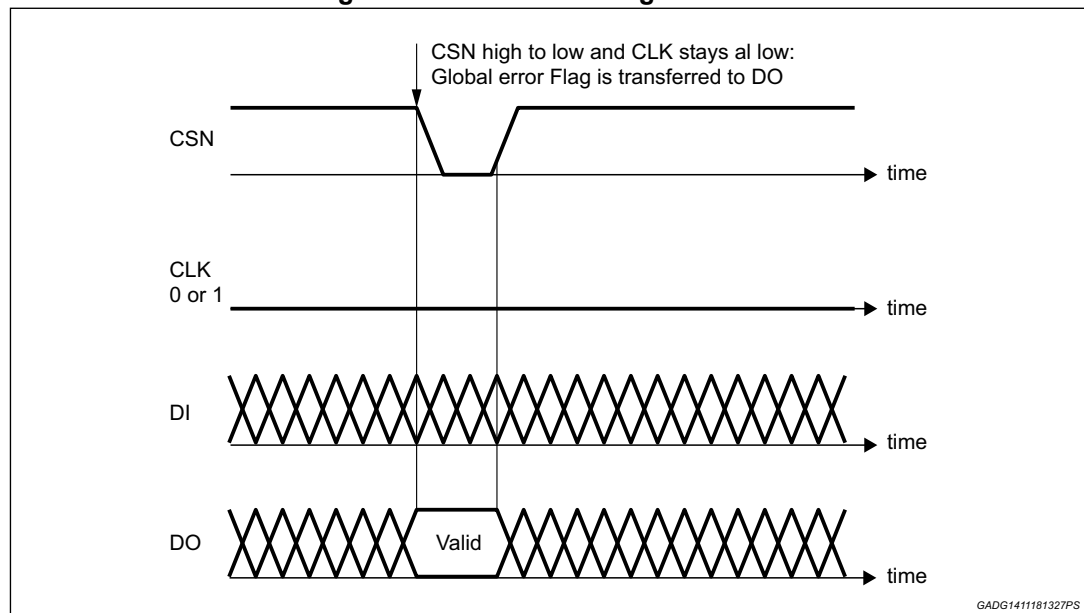 CSN high to low and CLK stays al low:
Global error Flag is transferred to DO
CSN
time
CLK
0 or 1
time
DI
time
DO
Valid
time
GADG1411181327PS